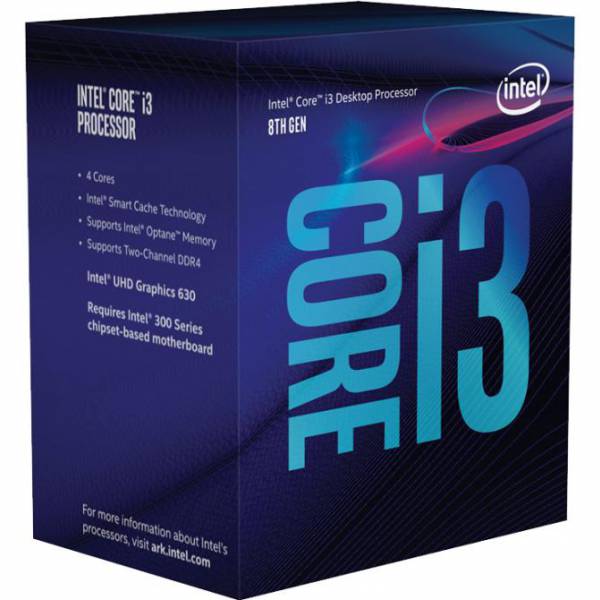 INTEL® CORE™ i3
PROCESSOR
• 4 Cores
• Intel® Smart Cache Technology
• Supports Intel® Optane™ Memory
• Supports Two-Channel DDR4
Intel® UHD Graphics 630
Requires Intel® 300 Series
chipset-based motherboard
For more information about Intel's
processors, visit ark.intel.com
Intel® Core™ i3 Desktop Processor
8TH GEN
intel®
CORE
i3